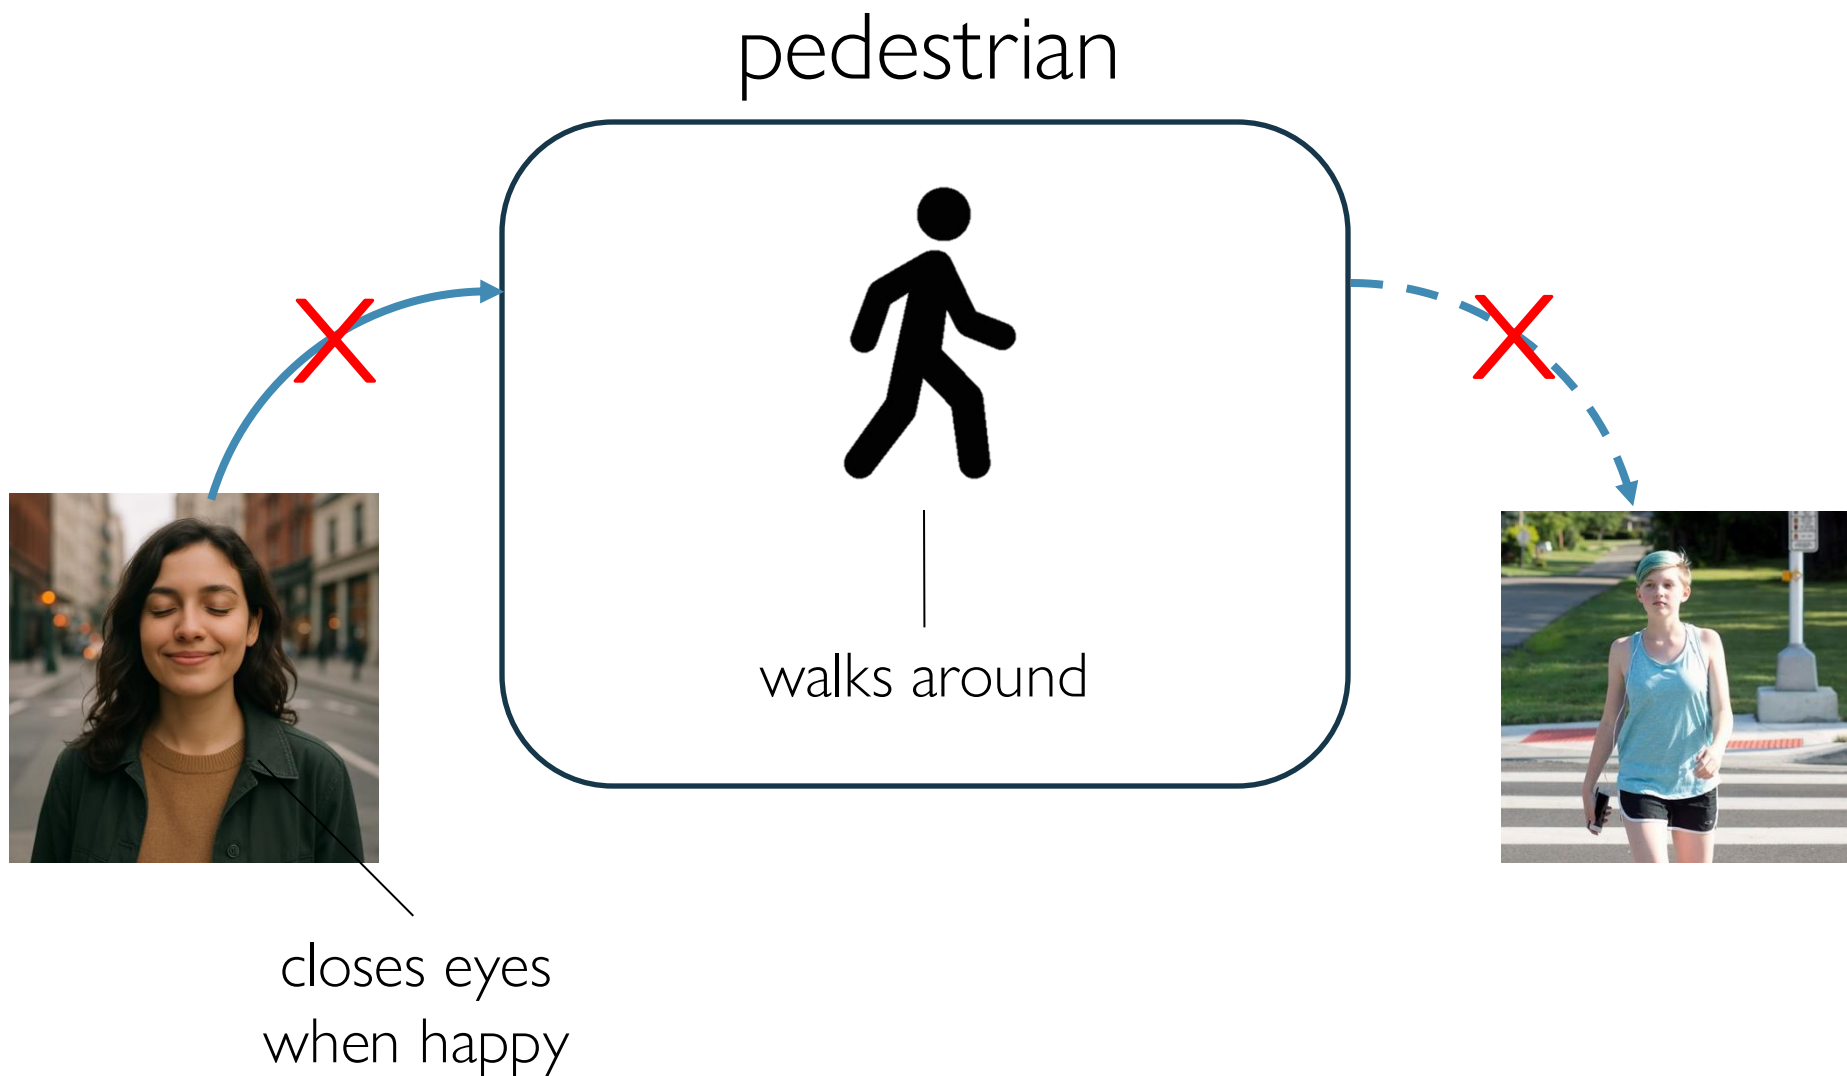 pedestrian
walks around
closes eyes
when happy